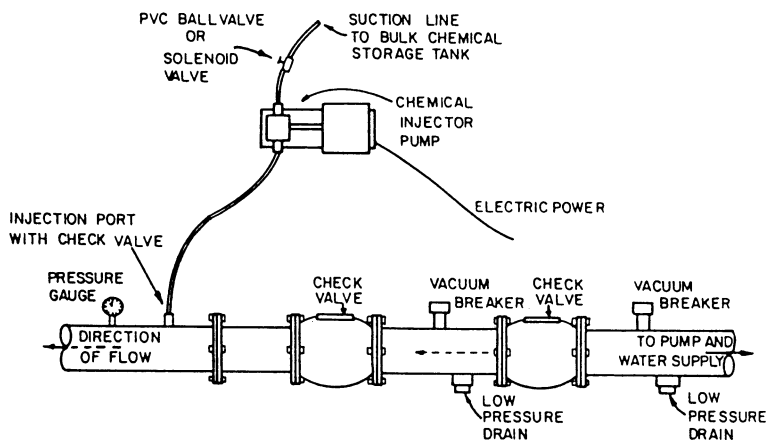 PVC BALLVALVE
OR
SOLENOID
VALVE
SUCTION LINE
TO BULK CHEMICAL
STORAGE TANK
CHEMICAL
INJECTOR
PUMP
ELECTRIC POWER
INJECTION PORT
WITH CHECK VALVE
PRESSURE
GAUGE
CHECK
VALVE
VACUUM
BREAKER
CHECK
VALVE
VACUUM
BREAKER
DIRECTION
OF FLOW
TO PUMP AND
WATER SUPPLY
LOW
PRESSURE
DRAIN
LOW
PRESSURE
DRAIN